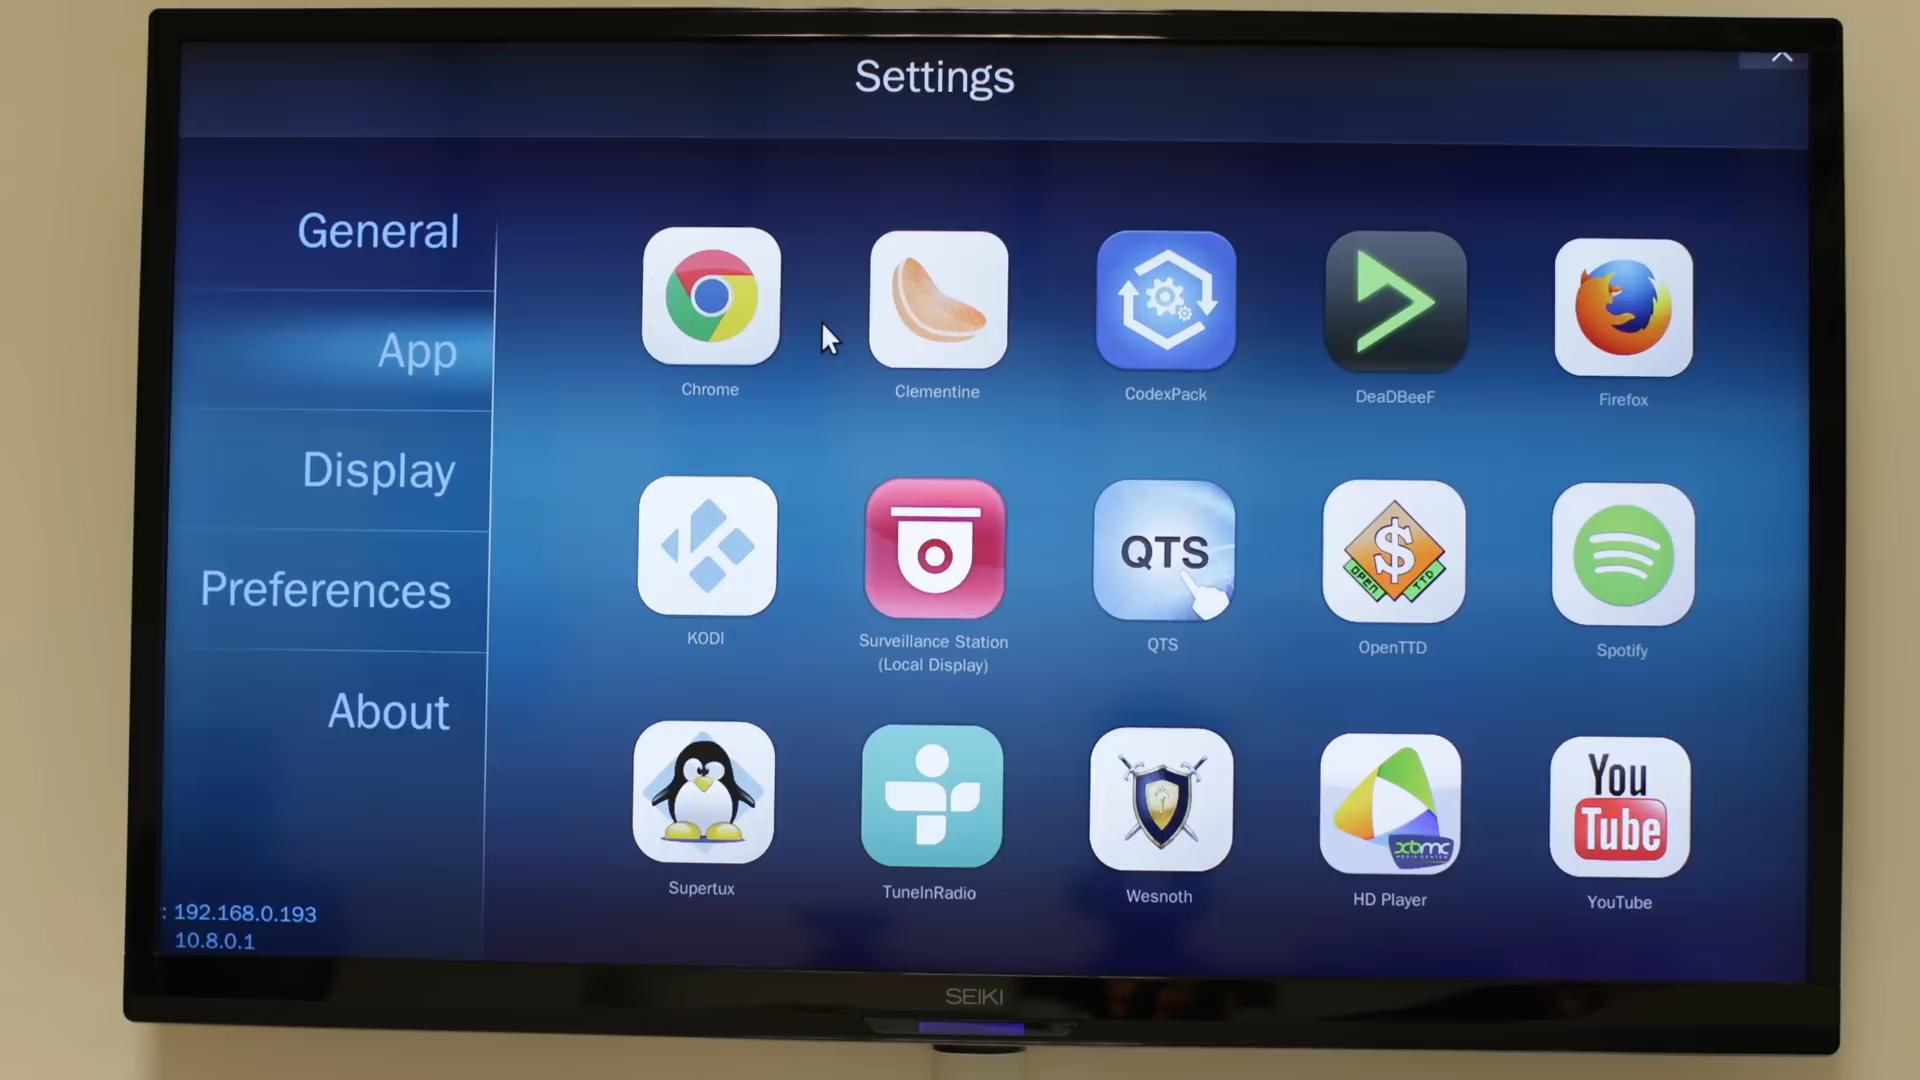 Settings
General
App
Display
Preferences
About
: 192.168.0.193
10.8.0.1
Chrome
Clementine
CodexPack
DeaDBeeF
Firefox
KODI
Surveillance Station
(Local Display)
QTS
QTS
OPEN
$
TTD
OpenTTD
Spotify
Supertux
TuneInRadio
Wesnoth
xbmc
MEDIA CENTER
HD Player
You
Tube
YouTube
SEIKI